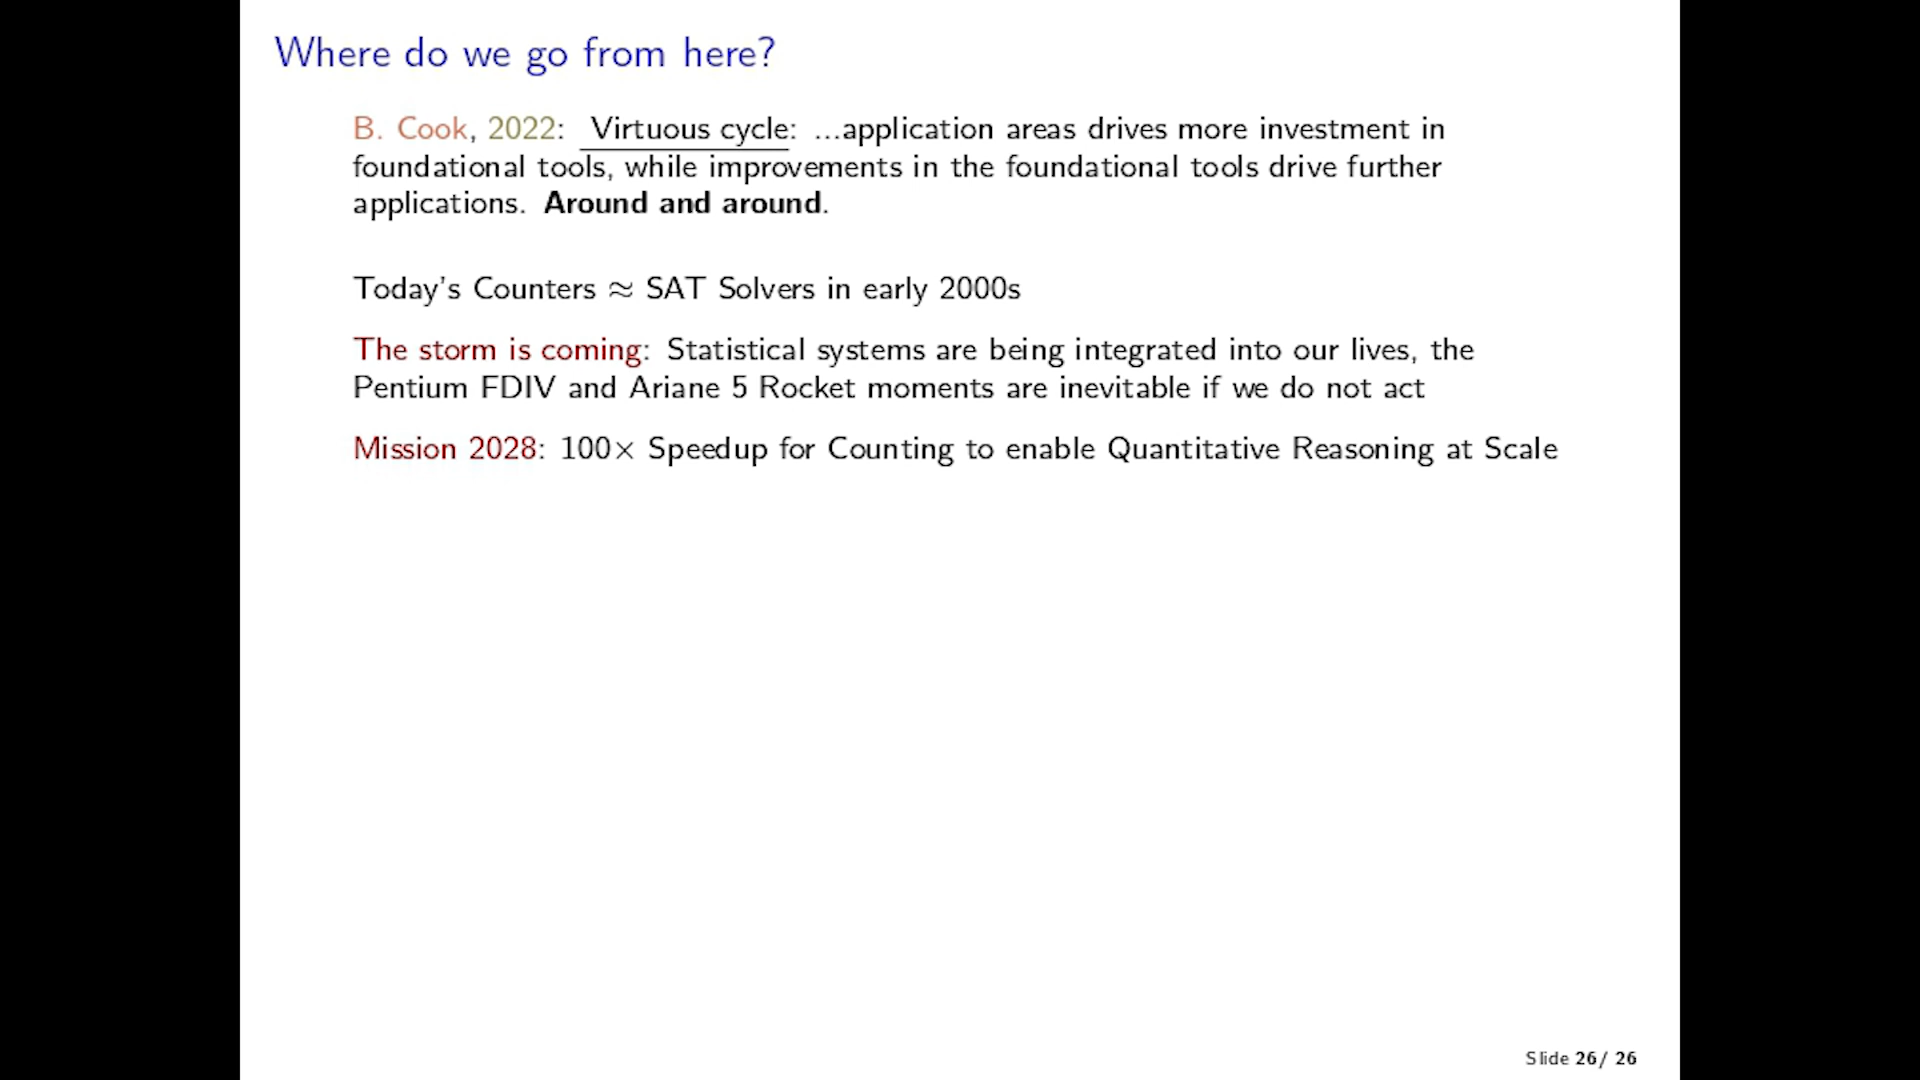 Where do we go from here?
B. Cook, 2022: Virtuous cycle: ...application areas drives more investment in
foundational tools, while improvements in the foundational tools drive further
applications. Around and around.
Today's Counters ≈ SAT Solvers in early 2000s
The storm is coming: Statistical systems are being integrated into our lives, the
Pentium FDIV and Ariane 5 Rocket moments are inevitable if we do not act
Mission 2028: 100× Speedup for Counting to enable Quantitative Reasoning at Scale
Slide 26/ 26